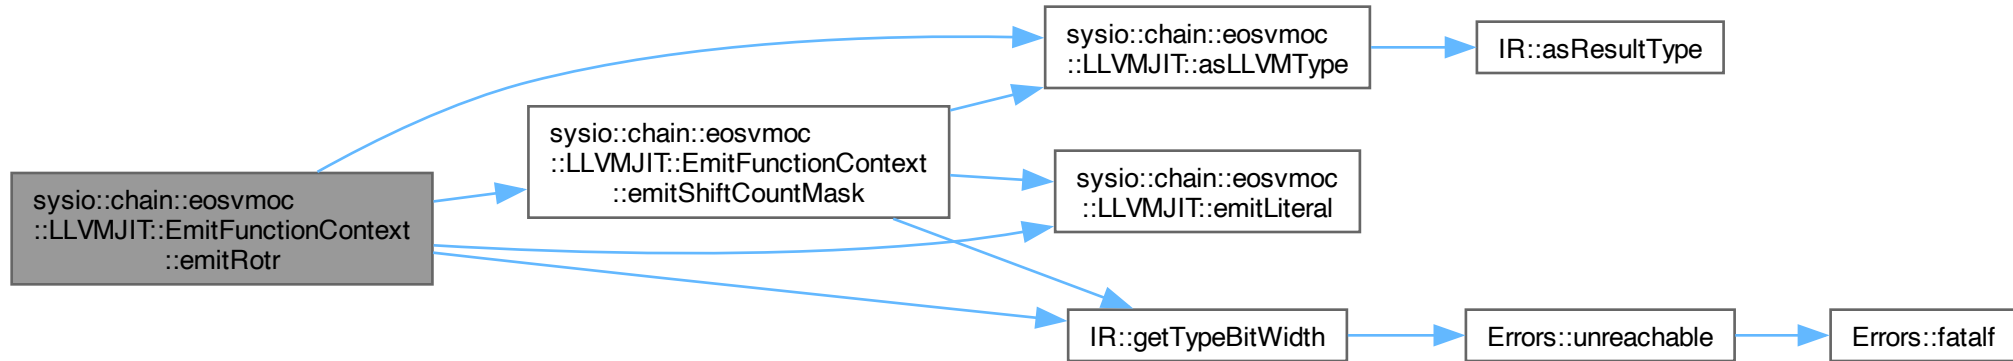 sysio::chain::eosvmoc
::LLVMJIT::EmitFunctionContext
::emitRotr
sysio::chain::eosvmoc
::LLVMJIT::EmitFunctionContext
::emitShiftCountMask
sysio::chain::eosvmoc
::LLVMJIT::asLLVMType
IR::asResultType
sysio::chain::eosvmoc
::LLVMJIT::emitLiteral
IR::getTypeBitWidth
Errors::unreachable
Errors::fatalf